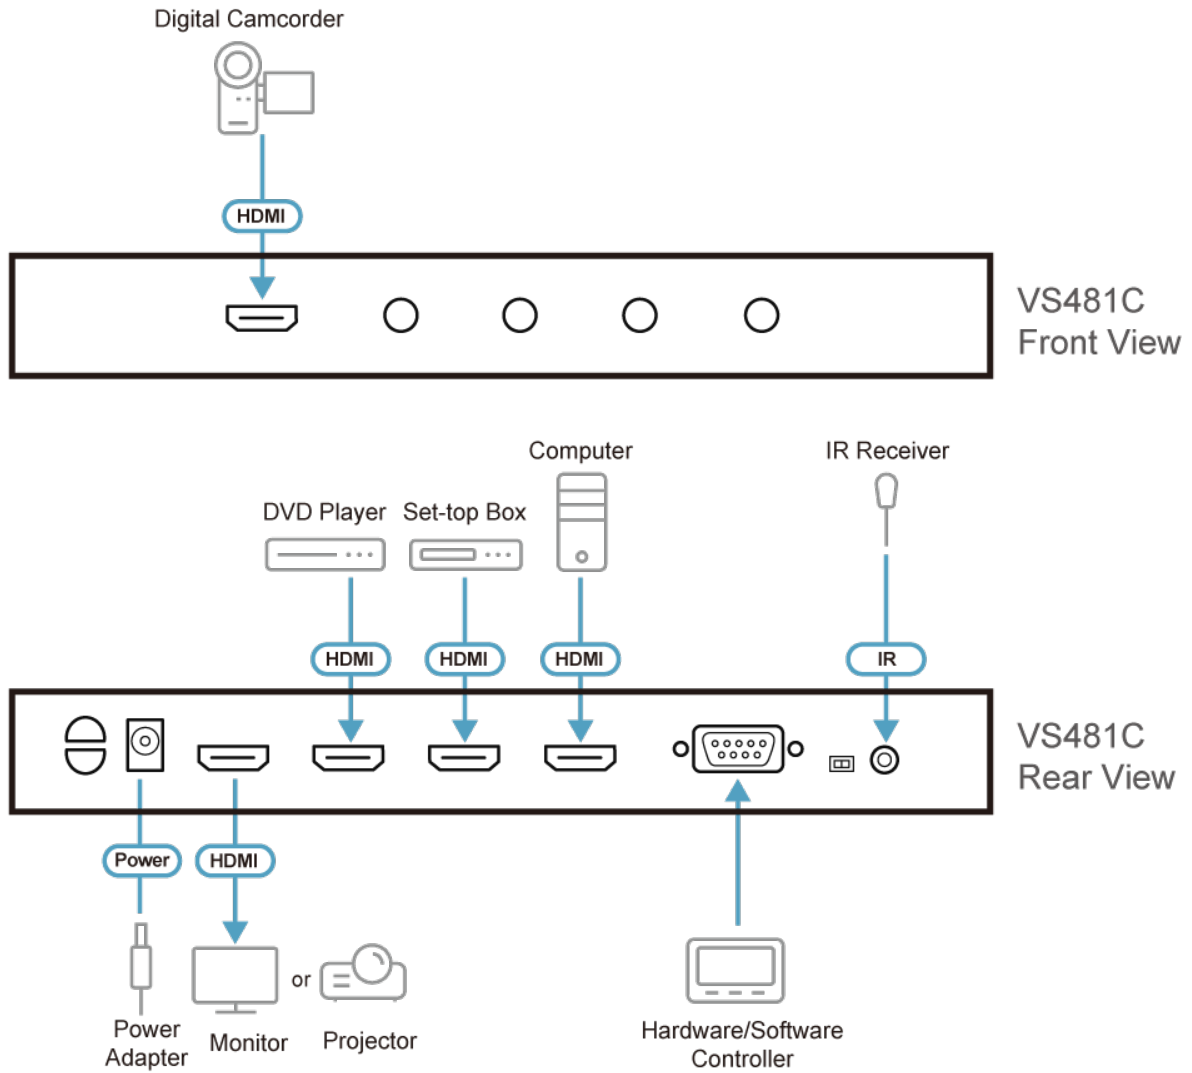 Digital Camcorder
HDMI
VS481C
Front View
Computer
IR Receiver
DVD Player
Set-top Box
HDMI
HDMI
HDMI
IR
VS481C
Rear View
Power
HDMI
or
Power
Adapter
Monitor
Projector
Hardware/Software
Controller